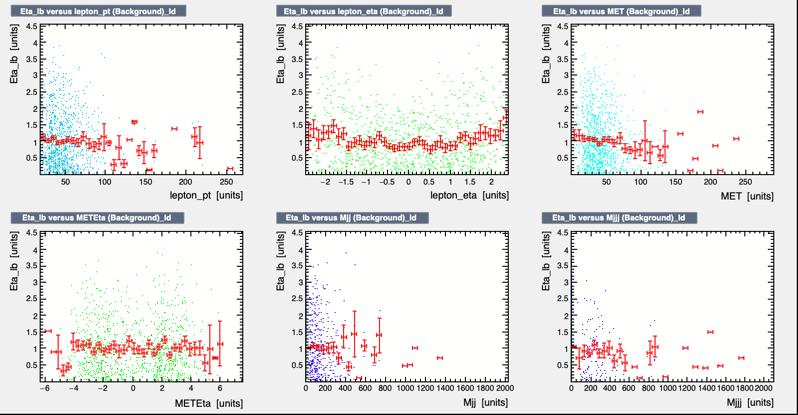 Eta_lb versus lepton_pt (Background)_Id
Eta_lb versus lepton_eta (Background)_Id
Eta_lb versus MET (Background)_Id
Eta_lb [units]
4.5
4
3.5
3
2.5
2
1.5
1
0.5
50 100 150 200 250
lepton_pt [units]
Eta_lb [units]
4.5
4
3.5
3
2.5
2
1.5
1
0.5
−2 −1.5 −1 −0.5 0 0.5 1 1.5 2
lepton_eta [units]
Eta_lb [units]
4.5
4
3.5
3
2.5
2
1.5
1
0.5
50 100 150 200 250
MET [units]
Eta_lb versus METEta (Background)_Id
Eta_lb versus Mjj (Background)_Id
Eta_lb versus Mjjj (Background)_Id
Eta_lb [units]
4.5
4
3.5
3
2.5
2
1.5
1
0.5
−6 −4 −2 0 2 4 6
METEta [units]
Eta_lb [units]
4.5
4
3.5
3
2.5
2
1.5
1
0.5
0 200 400 600 800 1000 1200 1400 1600 1800 2000
Mjj [units]
Eta_lb [units]
4.5
4
3.5
3
2.5
2
1.5
1
0.5
0 200 400 600 800 1000 1200 1400 1600 1800 2000
Mjjj [units]